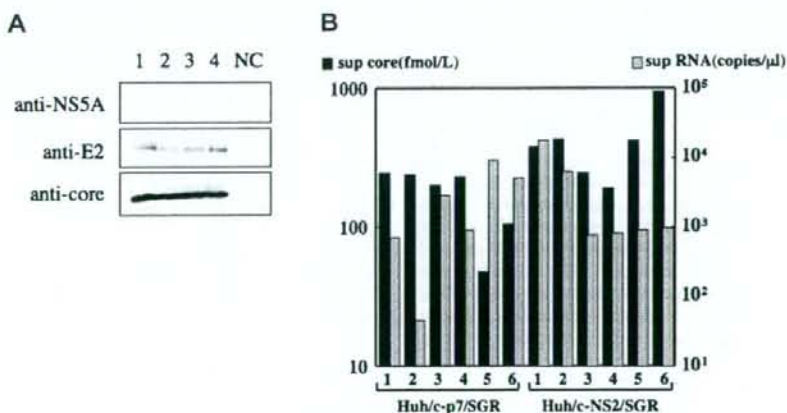 A
1 2 3 4 NC
anti-NS5A
anti-E2
anti-core
B
sup core(fmol/L)
sup RNA(copies/µl)
1000
100
10
10⁵
10⁴
10³
10²
10¹
1 2 3 4 5 6 1 2 3 4 5 6
Huh/c-p7/SGR Huh/c-NS2/SGR